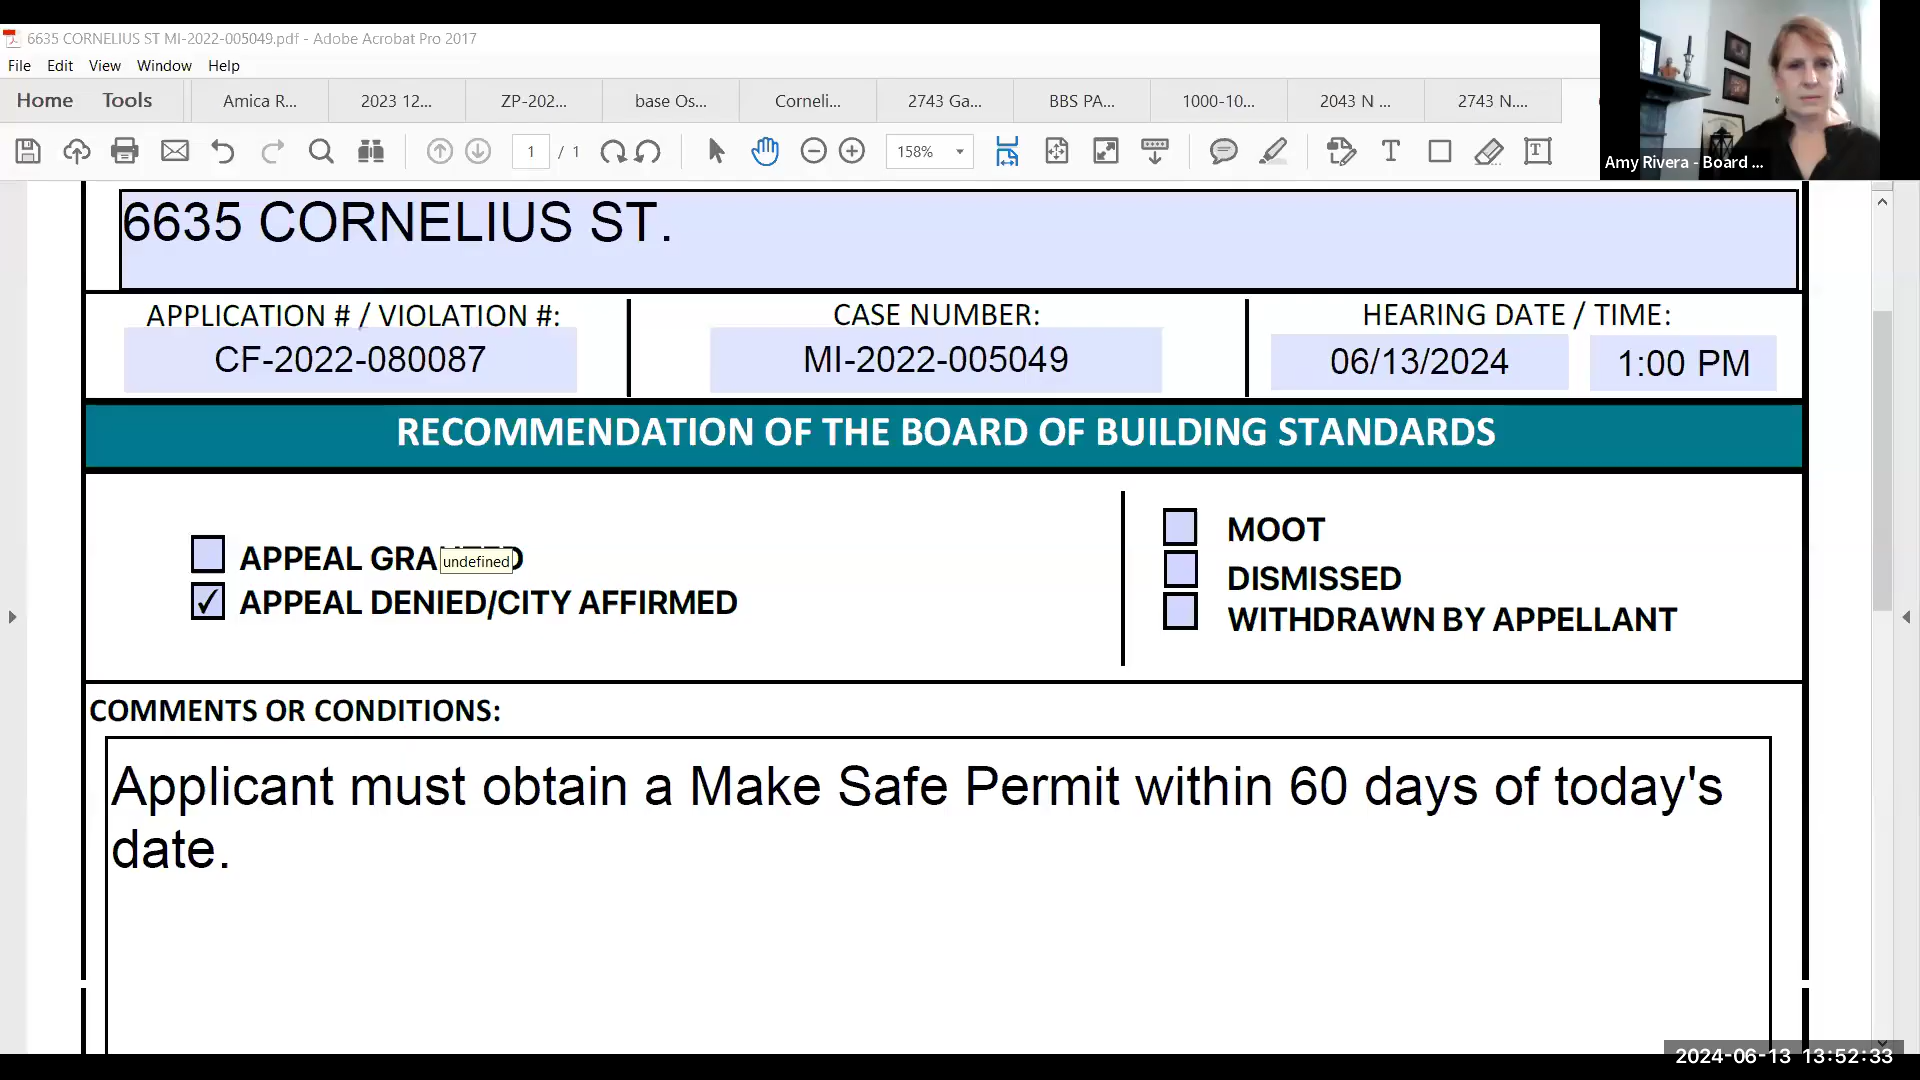 6635 CORNELIUS ST MI-2022-005049.pdf - Adobe Acrobat Pro 2017
File Edit View Window Help
Home Tools Amica R... 2023 12... ZP-202... base Os... Corneli... 2743 Ga... BBS PA... 1000-10... 2043 N ... 2743 N....
1 / 1 158%
Amy Rivera - Board ...
6635 CORNELIUS ST.
APPLICATION # / VIOLATION #: CASE NUMBER: HEARING DATE / TIME:
CF-2022-080087 MI-2022-005049 06/13/2024 1:00 PM
RECOMMENDATION OF THE BOARD OF BUILDING STANDARDS
APPEAL GRA
undefined
APPEAL DENIED/CITY AFFIRMED
MOOT
DISMISSED
WITHDRAWN BY APPELLANT
COMMENTS OR CONDITIONS:
Applicant must obtain a Make Safe Permit within 60 days of today's
date.
2024-06-13 13:52:33